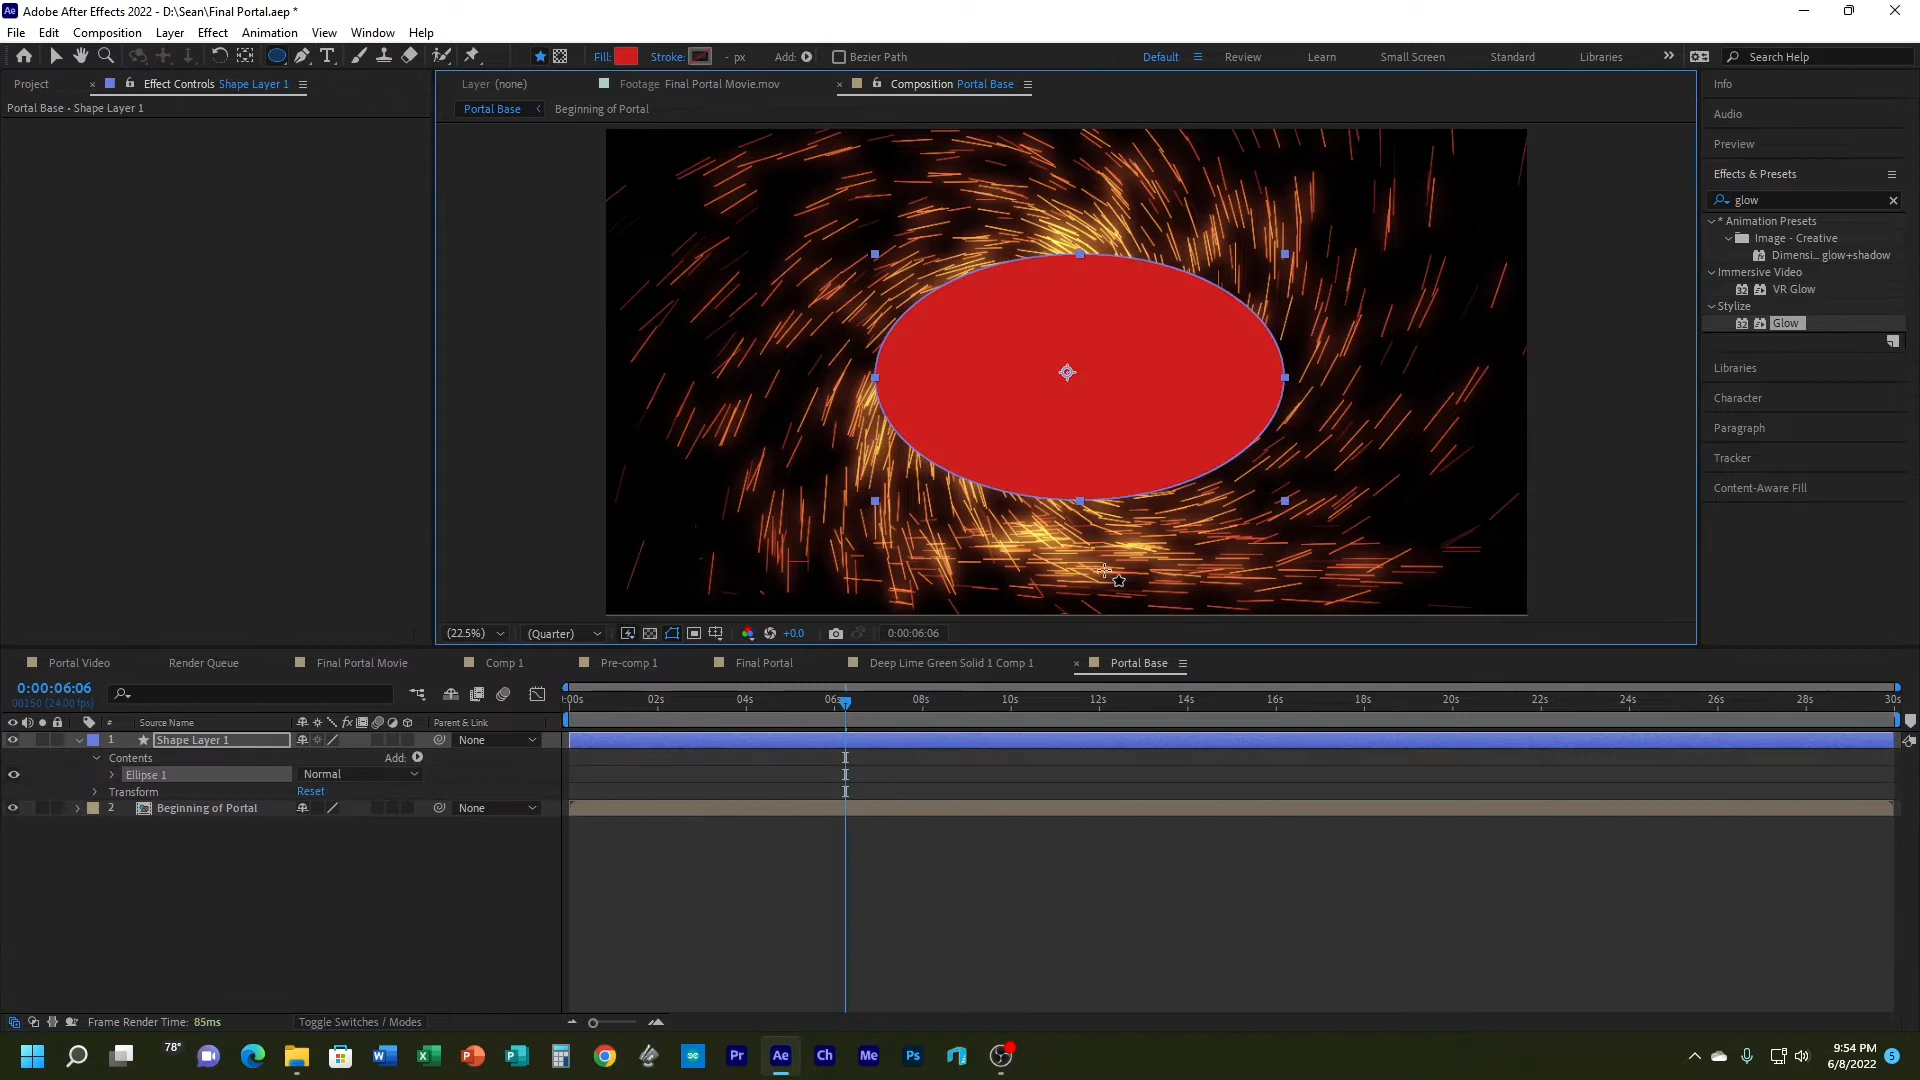 Adobe After Effects 2022 - D:\Sean\Final Portal.aep *
File Edit Composition Layer Effect Animation View Window Help
Fill: Stroke: - px Add: Bezier Path Default Review Learn Small Screen Standard Libraries Search Help
Project Effect Controls Shape Layer 1
Portal Base • Shape Layer 1
Layer (none) Footage Final Portal Movie.mov Composition Portal Base
Portal Base Beginning of Portal
Info
Audio
Preview
Effects & Presets
glow
* Animation Presets
Image - Creative
Dimensi... glow+shadow
Immersive Video
VR Glow
Stylize
Glow
Libraries
Character
Paragraph
Tracker
Content-Aware Fill
(22.5%) (Quarter) +0.0 0:00:06:06
Portal Video Render Queue Final Portal Movie Comp 1 Pre-comp 1 Final Portal Deep Lime Green Solid 1 Comp 1 Portal Base
0:00:06:06
00150 (24.00 fps)
:00s 02s 04s 06s 08s 10s 12s 14s 16s 18s 20s 22s 24s 26s 28s 30s
# Source Name fx Parent & Link
1 Shape Layer 1 None
Contents Add:
Ellipse 1 Normal
Transform Reset
2 Beginning of Portal None
Frame Render Time: 85ms Toggle Switches / Modes
78°
Pr Ae Ch Me Ps
9:54 PM
6/8/2022
5